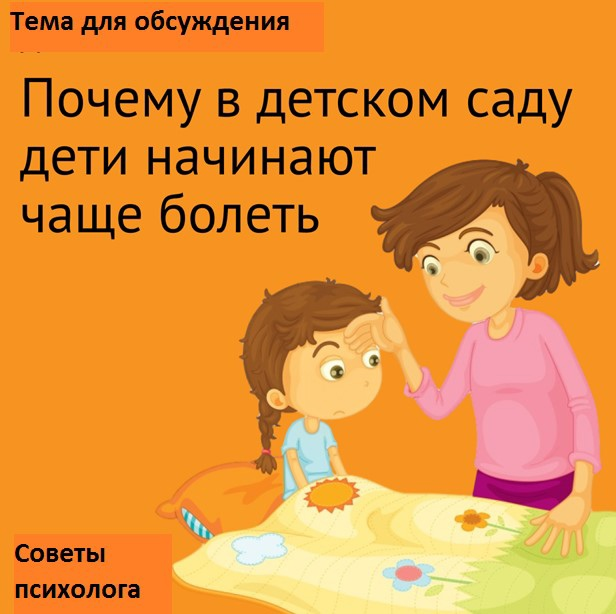 Тема для обсуждения
Почему в детском саду
дети начинают
чаще болеть
Советы
психолога